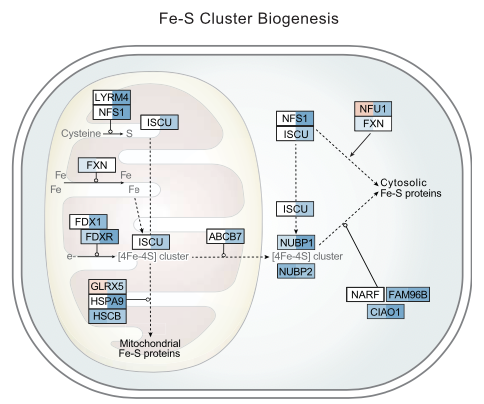 Fe-S Cluster Biogenesis
LYRM4
NFS1
Cysteine
S
ISCU
FXN
Fe
Fe
Fe
Fe
FDX1
FDXR
e-
ISCU
[4Fe-4S] cluster
ABCB7
GLRX5
HSPA9
HSCB
Mitochondrial
Fe-S proteins
NFS1
ISCU
NFU1
FXN
Cytosolic
Fe-S proteins
ISCU
NUBP1
[4Fe-4S] cluster
NUBP2
NARF
FAM96B
CIAO1